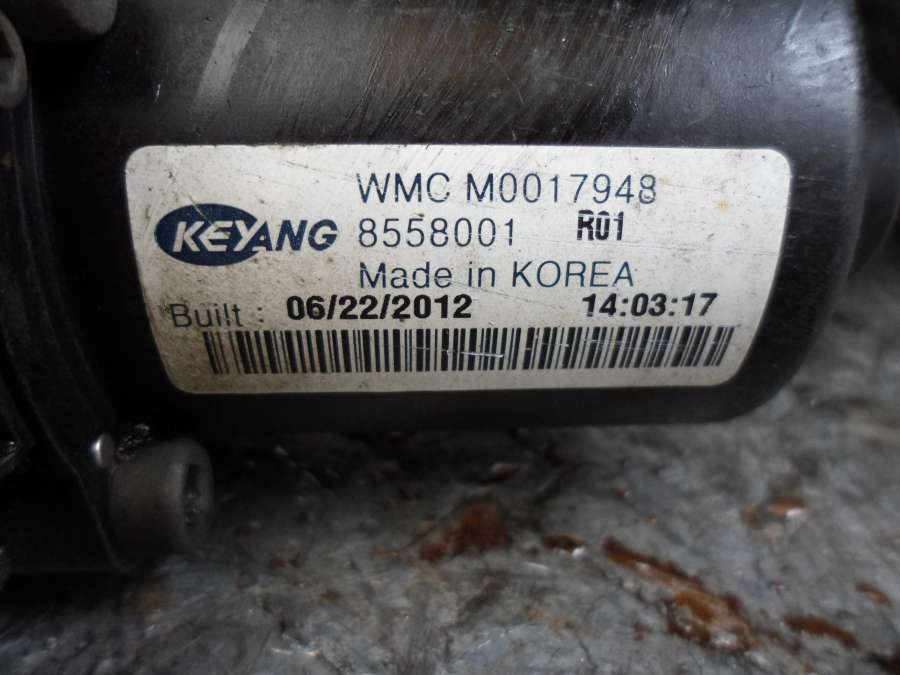 WMC M0017948
KEYANG 8558001 R01
Made in KOREA
Built : 06/22/2012 14:03:17